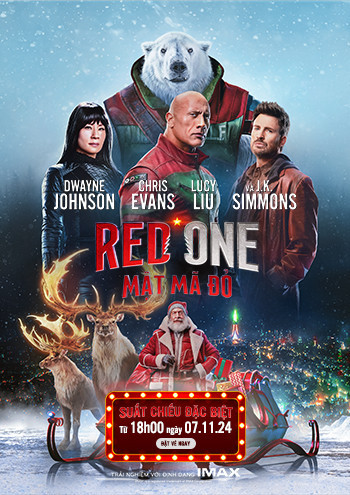 DWAYNE JOHNSON
CHRIS EVANS
LUCY LIU
VÀ J.K. SIMMONS
RED ONE
MẬT MÃ ĐỎ
SUẤT CHIẾU ĐẶC BIỆT
Từ 18h00 ngày 07.11.24
ĐẶT VÉ NGAY
TRẢI NGHIỆM VỚI ĐỊNH DẠNG IMAX